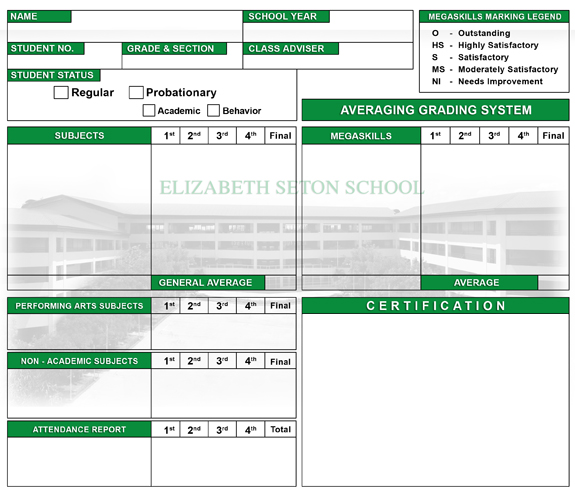 NAME
SCHOOL YEAR
MEGASKILLS MARKING LEGEND
O - Outstanding
HS - Highly Satisfactory
S - Satisfactory
MS - Moderately Satisfactory
NI - Needs Improvement
STUDENT NO.
GRADE & SECTION
CLASS ADVISER
STUDENT STATUS
Regular
Probationary
Academic
Behavior
AVERAGING GRADING SYSTEM
SUBJECTS 1st 2nd 3rd 4th Final
MEGASKILLS 1st 2nd 3rd 4th Final
ELIZABETH SETON SCHOOL
GENERAL AVERAGE
AVERAGE
PERFORMING ARTS SUBJECTS 1st 2nd 3rd 4th Final
CERTIFICATION
NON - ACADEMIC SUBJECTS 1st 2nd 3rd 4th Final
ATTENDANCE REPORT 1st 2nd 3rd 4th Total